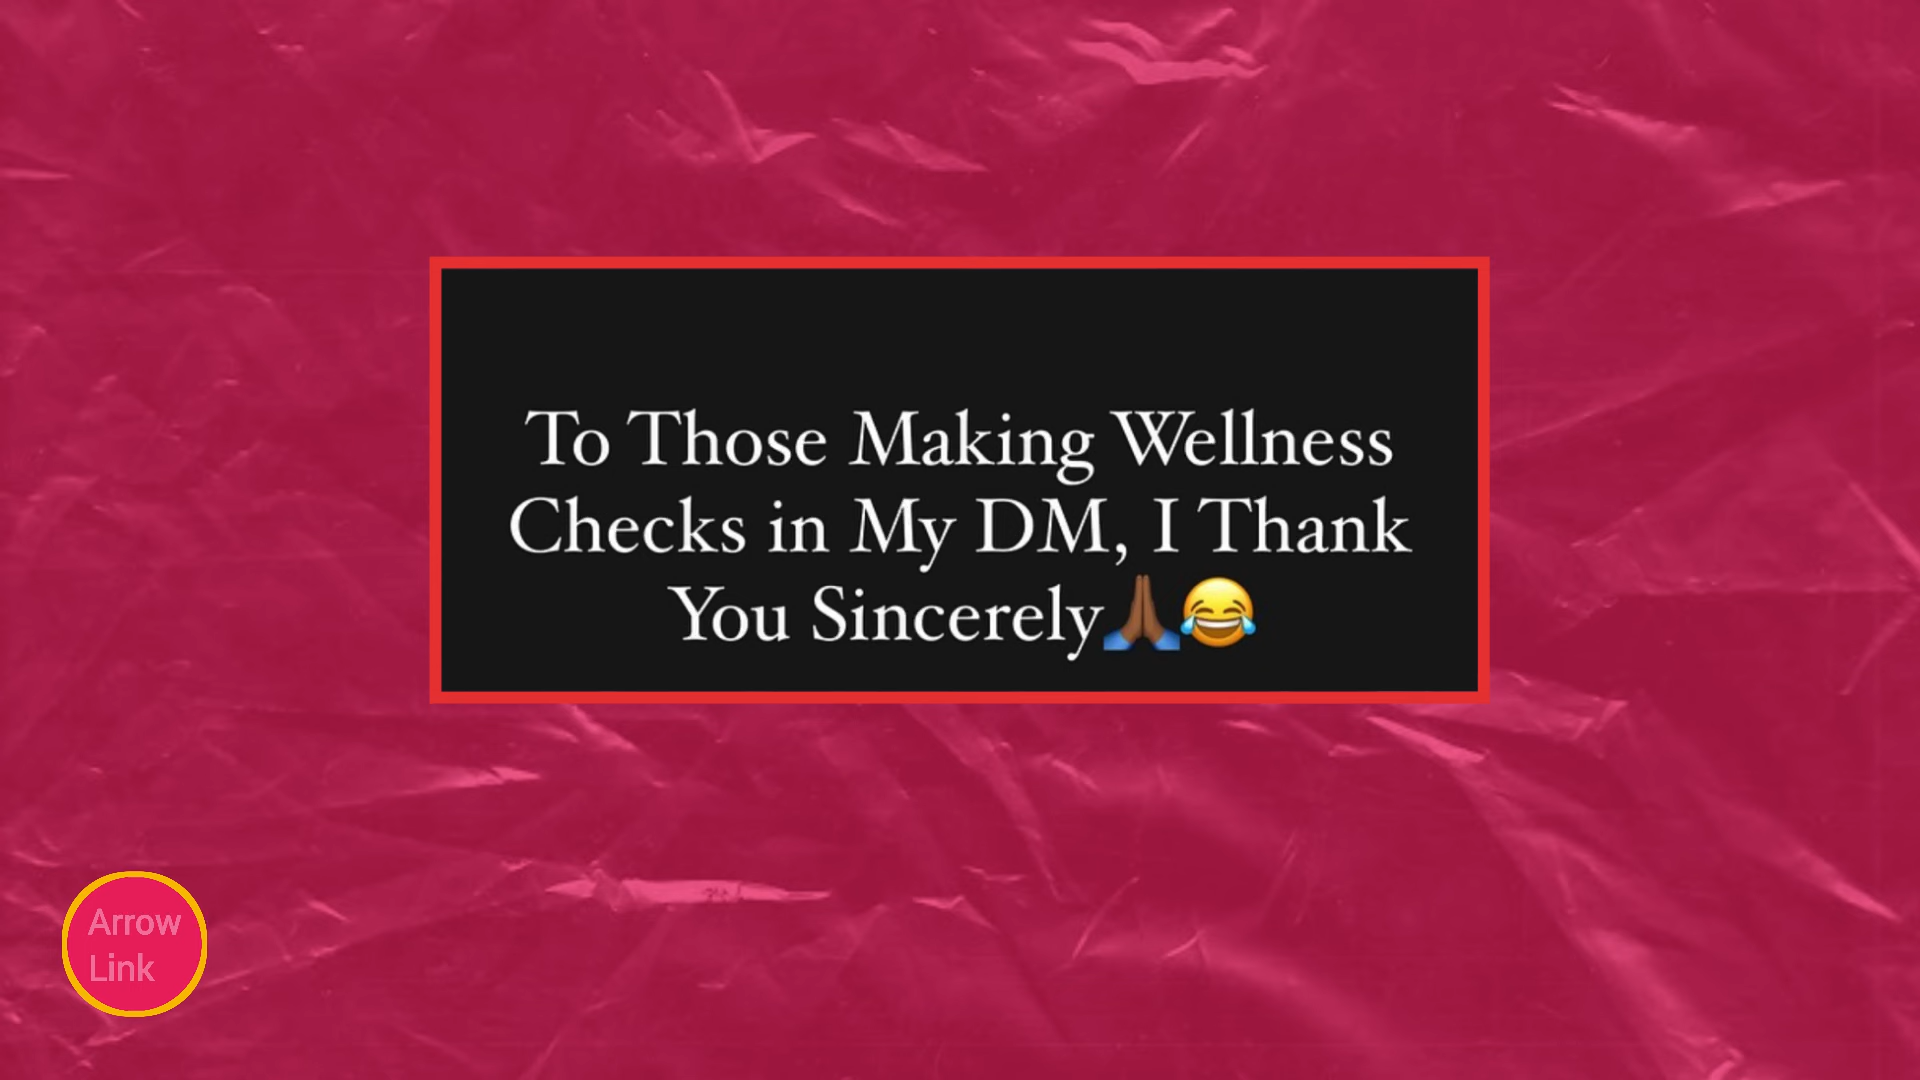 To Those Making Wellness
Checks in My DM, I Thank
You Sincerely🙏🏾😂
Arrow
Link